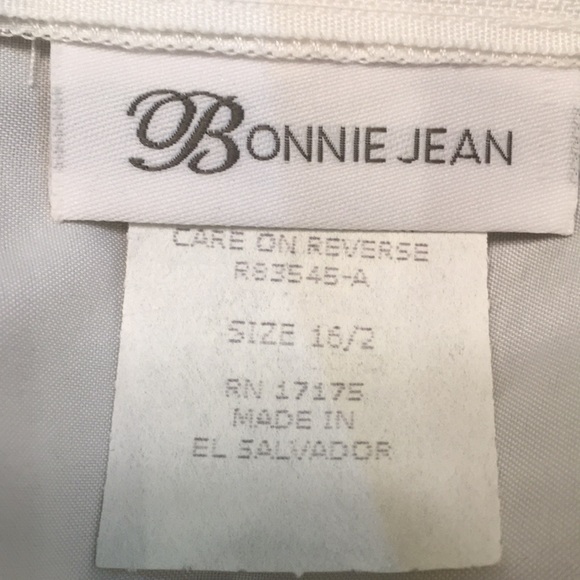 BONNIE JEAN
CARE ON REVERSE
R83545-A
SIZE 16/2
RN 17175
MADE IN
EL SALVADOR